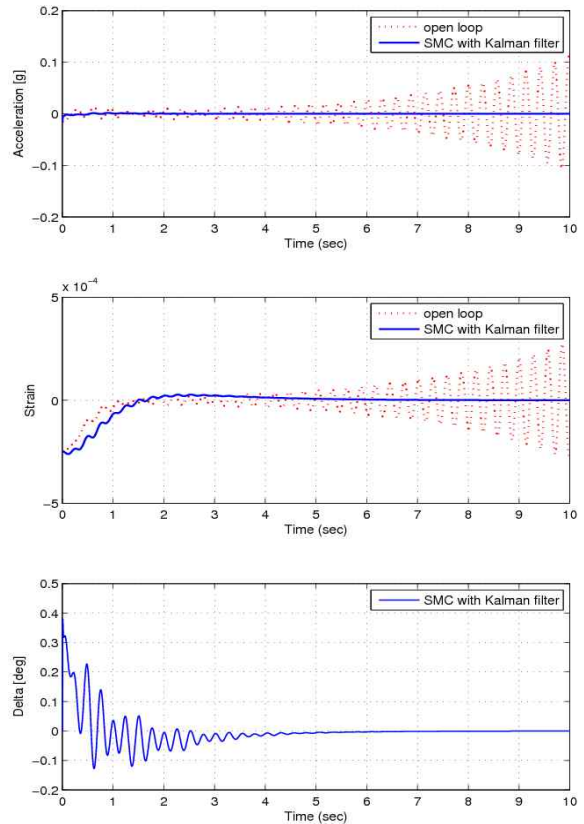 0.2
0.1
0
−0.1
−0.2
Acceleration [g]
open loop
SMC with Kalman filter
0 1 2 3 4 5 6 7 8 9 10
Time (sec)
x 10⁻⁴
5
0
−5
Strain
open loop
SMC with Kalman filter
0 1 2 3 4 5 6 7 8 9 10
Time (sec)
0.5
0.4
0.3
0.2
0.1
0
−0.1
−0.2
Delta [deg]
SMC with Kalman filter
0 1 2 3 4 5 6 7 8 9 10
Time (sec)